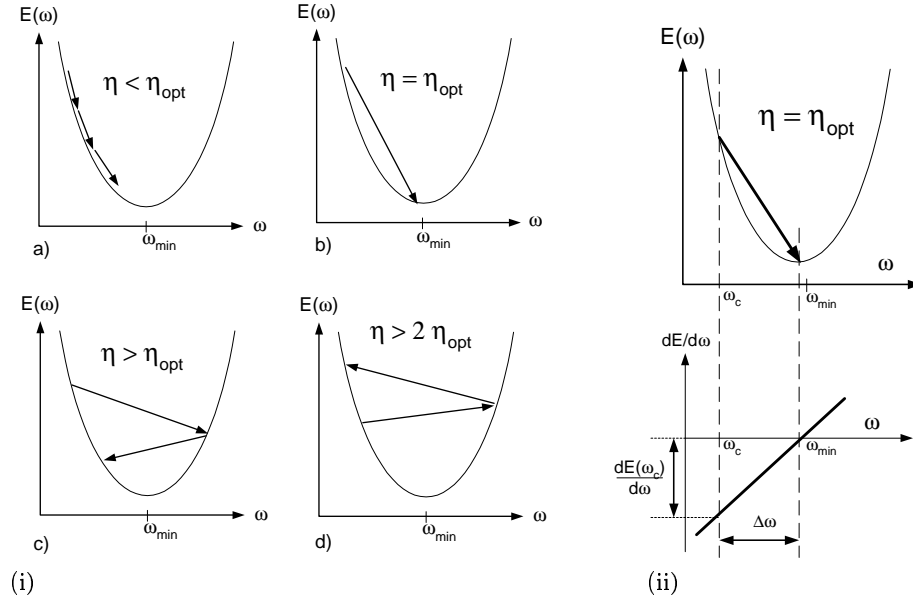 E(ω)
η < η_opt
ω_min
ω
a)
E(ω)
η = η_opt
ω_min
ω
b)
E(ω)
η > η_opt
ω_min
ω
c)
E(ω)
η > 2 η_opt
ω_min
ω
d)
(i)
E(ω)
η = η_opt
ω
ω_c
ω_min
dE/dω
ω
ω_c
ω_min
dE(ω_c)
dω
Δω
(ii)